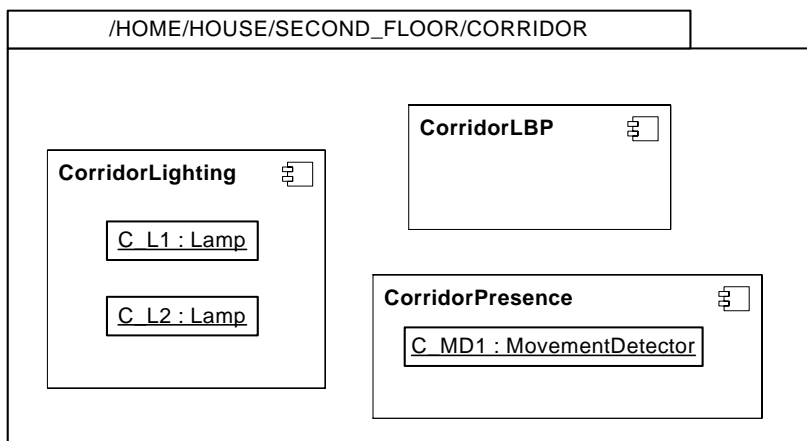 /HOME/HOUSE/SECOND_FLOOR/CORRIDOR
CorridorLBP
CorridorLighting
C_L1 : Lamp
C_L2 : Lamp
CorridorPresence
C_MD1 : MovementDetector